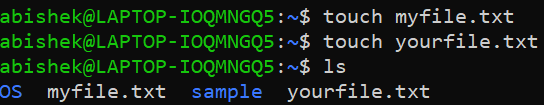 abishek@LAPTOP-IOQMNGQ5:~$ touch myfile.txt
abishek@LAPTOP-IOQMNGQ5:~$ touch yourfile.txt
abishek@LAPTOP-IOQMNGQ5:~$ ls
OS  myfile.txt  sample  yourfile.txt